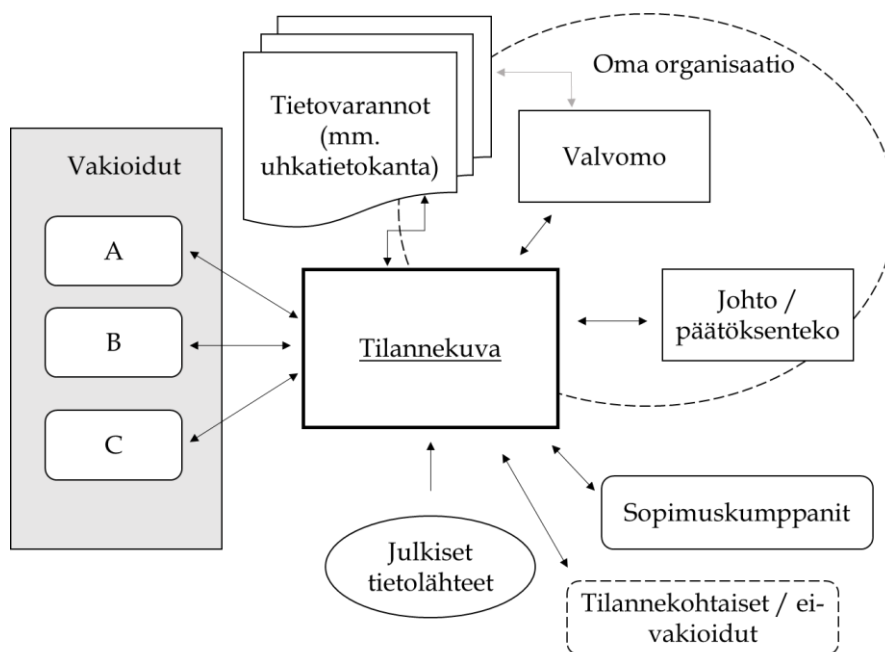 Oma organisaatio
Tietovarannot
(mm.
uhkatietokanta)
Valvomo
Vakioidut
A
B
C
Tilannekuva
Johto /
päätöksenteko
Sopimuskumppanit
Julkiset
tietolähteet
Tilannekohtaiset / ei-
vakioidut